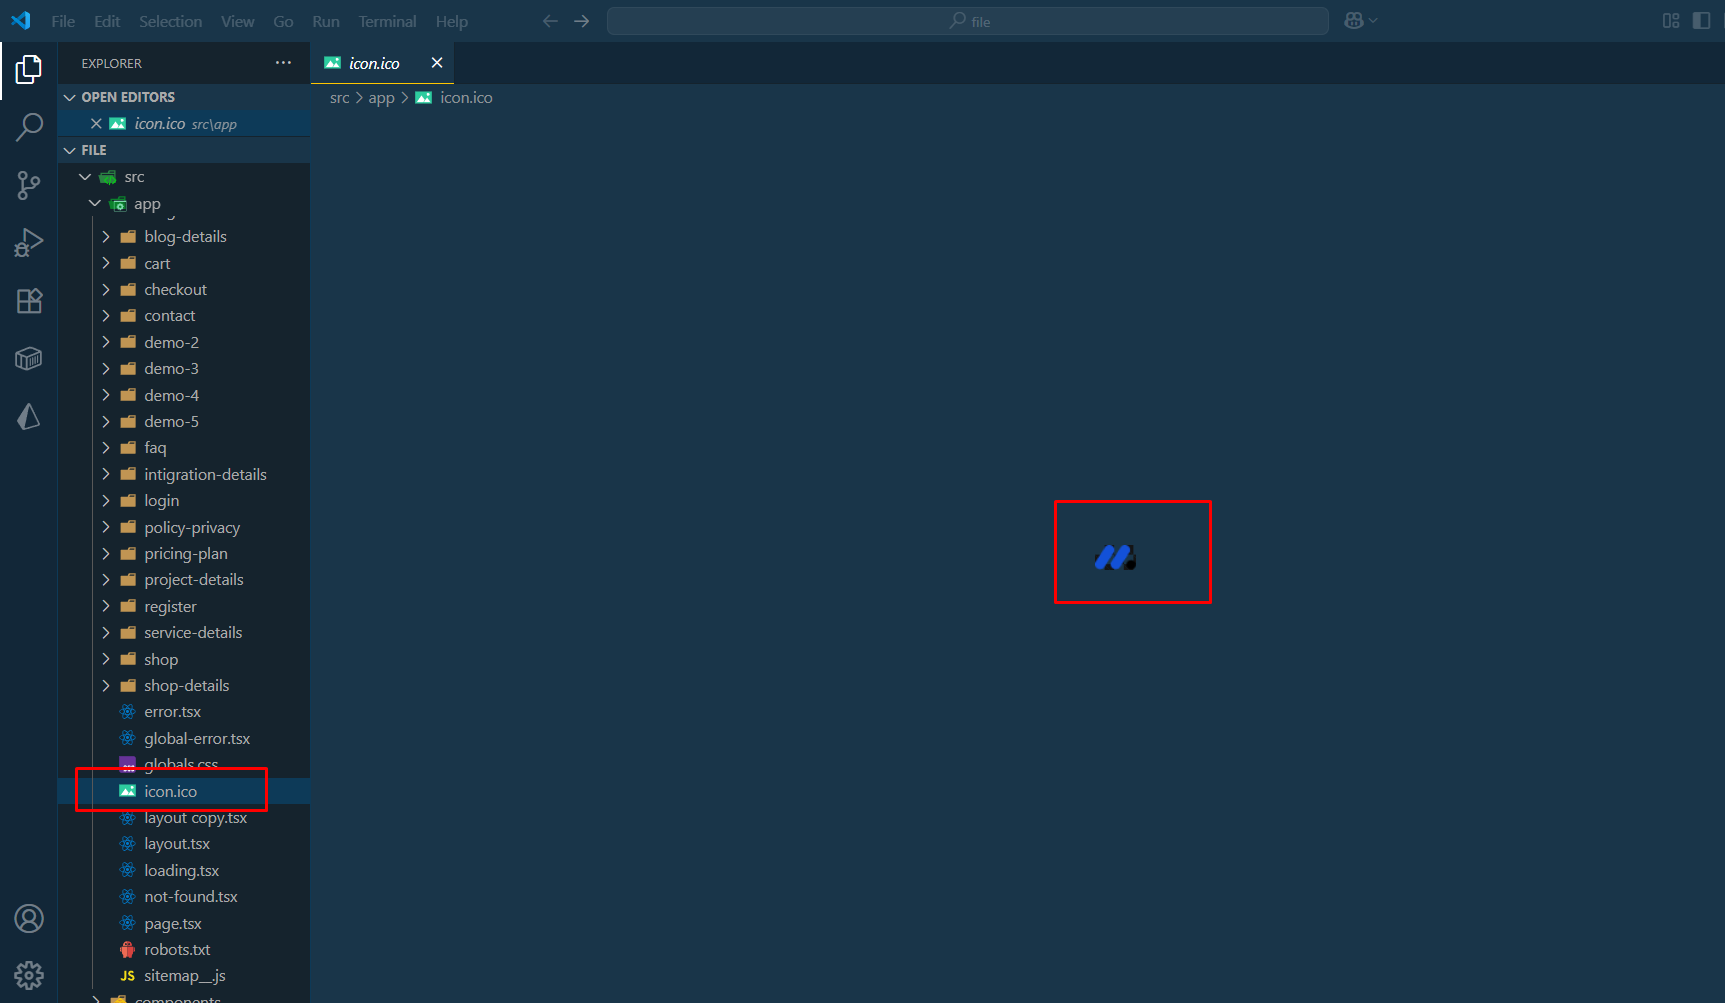 File Edit Selection View Go Run Terminal Help
file
EXPLORER
icon.ico
OPEN EDITORS
src > app > icon.ico
icon.ico src\app
FILE
src
app
blog-details
cart
checkout
contact
demo-2
demo-3
demo-4
demo-5
faq
intigration-details
login
policy-privacy
pricing-plan
project-details
register
service-details
shop
shop-details
error.tsx
global-error.tsx
globals.css
icon.ico
layout copy.tsx
layout.tsx
loading.tsx
not-found.tsx
page.tsx
robots.txt
JS sitemap__.js
components